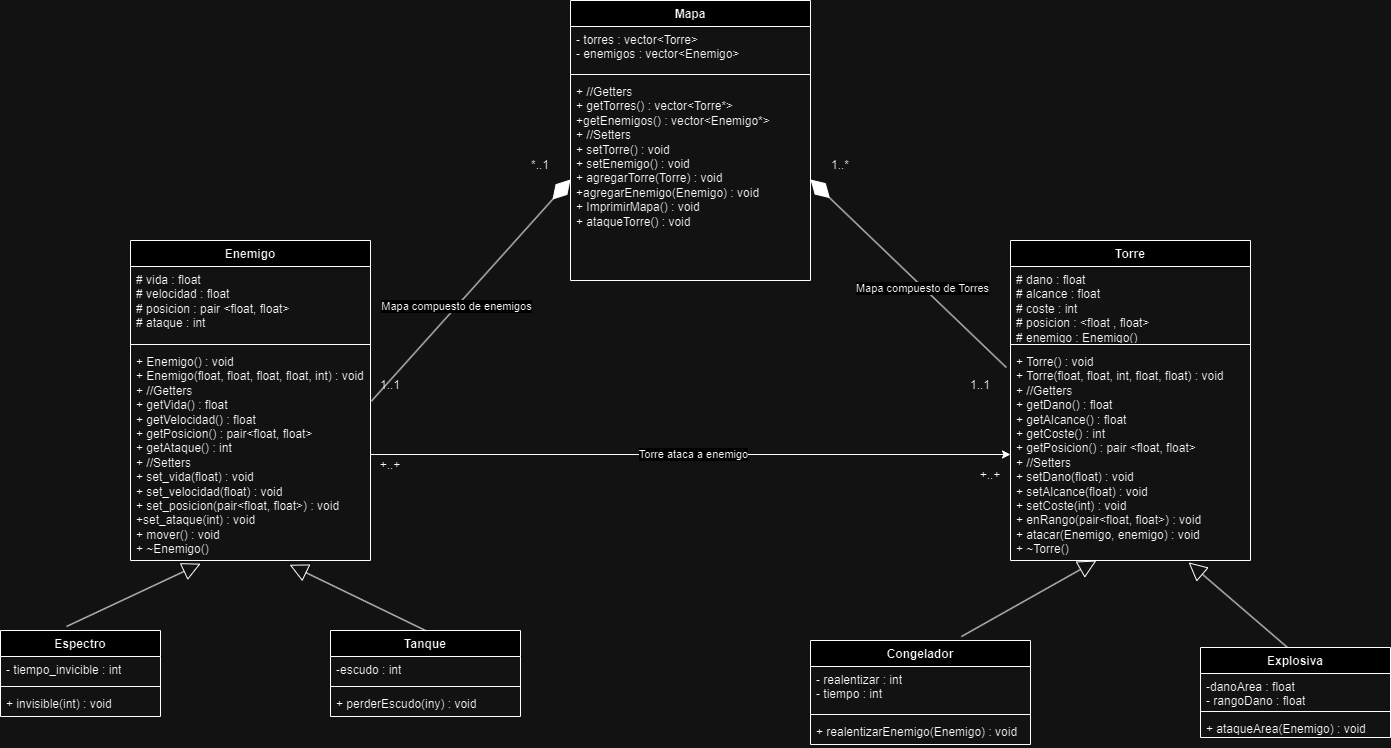 Mapa
- torres : vector<Torre>
- enemigos : vector<Enemigo>
+ //Getters
+ getTorres() : vector<Torre*>
+getEnemigos() : vector<Enemigo*>
+ //Setters
+ setTorre() : void
+ setEnemigo() : void
+ agregarTorre(Torre) : void
+agregarEnemigo(Enemigo) : void
+ ImprimirMapa() : void
+ ataqueTorre() : void
*..1
1..*
Mapa compuesto de enemigos
Mapa compuesto de Torres
1..1
1..1
Enemigo
# vida : float
# velocidad : float
# posicion : pair <float, float>
# ataque : int
+ Enemigo() : void
+ Enemigo(float, float, float, float, int) : void
+ //Getters
+ getVida() : float
+ getVelocidad() : float
+ getPosicion() : pair<float, float>
+ getAtaque() : int
+ //Setters
+ set_vida(float) : void
+ set_velocidad(float) : void
+ set_posicion(pair<float, float>) : void
+set_ataque(int) : void
+ mover() : void
+ ~Enemigo()
+..+
Torre ataca a enemigo
+..+
Torre
# dano : float
# alcance : float
# coste : int
# posicion : <float , float>
# enemigo : Enemigo()
+ Torre() : void
+ Torre(float, float, int, float, float) : void
+ //Getters
+ getDano() : float
+ getAlcance() : float
+ getCoste() : int
+ getPosicion() : pair <float, float>
+ //Setters
+ setDano(float) : void
+ setAlcance(float) : void
+ setCoste(int) : void
+ enRango(pair<float, float>) : void
+ atacar(Enemigo, enemigo) : void
+ ~Torre()
Espectro
- tiempo_invicible : int
+ invisible(int) : void
Tanque
-escudo : int
+ perderEscudo(iny) : void
Congelador
- realentizar : int
- tiempo : int
+ realentizarEnemigo(Enemigo) : void
Explosiva
-danoArea : float
- rangoDano : float
+ ataqueArea(Enemigo) : void